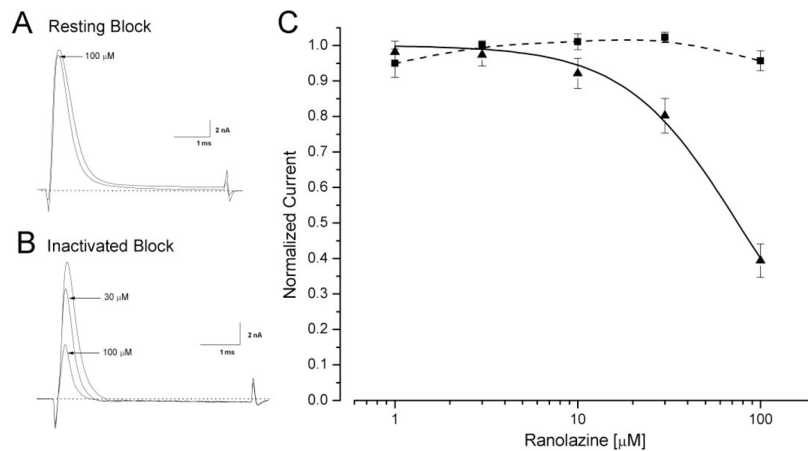 A Resting Block
100 μM
2 nA
1 ms
B Inactivated Block
30 μM
100 μM
2 nA
1 ms
C
Normalized Current
1.0
0.9
0.8
0.7
0.6
0.5
0.4
0.3
0.2
0.1
0.0
1
10
100
Ranolazine [μM]